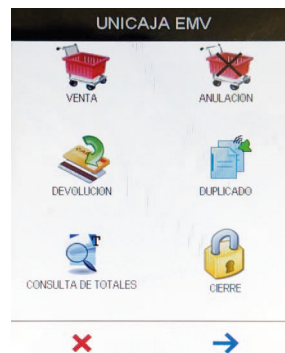 UNICAJA EMV
VENTA
ANULACION
DEVOLUCION
DUPLICADO
CONSULTA DE TOTALES
CIERRE